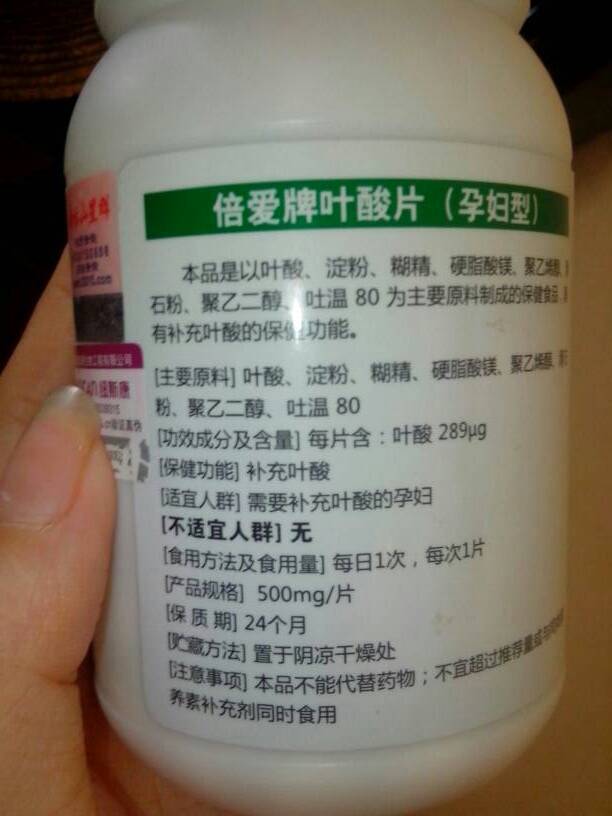 倍爱牌叶酸片（孕妇型）
本品是以叶酸、淀粉、糊精、硬脂酸镁、聚乙烯醇、
石粉、聚乙二醇、吐温 80 为主要原料制成的保健食品，
有补充叶酸的保健功能。
[主要原料] 叶酸、淀粉、糊精、硬脂酸镁、聚乙烯醇、
粉、聚乙二醇、吐温 80
[功效成分及含量] 每片含：叶酸 289μg
[保健功能] 补充叶酸
[适宜人群] 需要补充叶酸的孕妇
[不适宜人群] 无
[食用方法及食用量] 每日1次，每次1片
[产品规格] 500mg/片
[保 质 期] 24个月
[贮藏方法] 置于阴凉干燥处
[注意事项] 本品不能代替药物；不宜超过推荐量或与同
养素补充剂同时食用
纽斯康